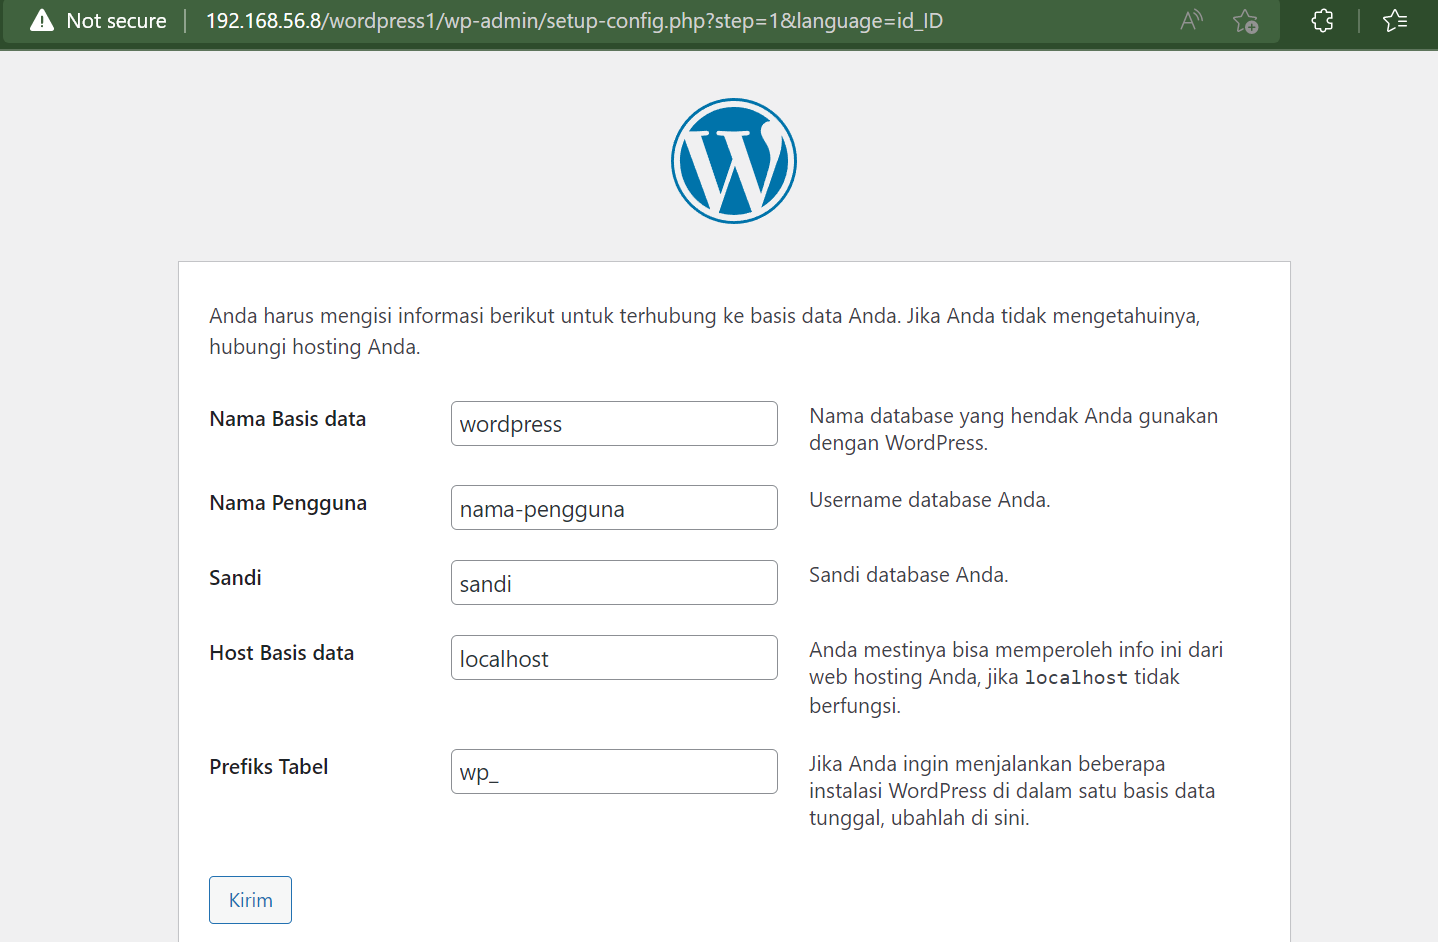 Not secure 192.168.56.8/wordpress1/wp-admin/setup-config.php?step=1&language=id_ID
Anda harus mengisi informasi berikut untuk terhubung ke basis data Anda. Jika Anda tidak mengetahuinya,
hubungi hosting Anda.
Nama Basis data
wordpress
Nama database yang hendak Anda gunakan
dengan WordPress.
Nama Pengguna
nama-pengguna
Username database Anda.
Sandi
sandi
Sandi database Anda.
Host Basis data
localhost
Anda mestinya bisa memperoleh info ini dari
web hosting Anda, jika localhost tidak
berfungsi.
Prefiks Tabel
wp_
Jika Anda ingin menjalankan beberapa
instalasi WordPress di dalam satu basis data
tunggal, ubahlah di sini.
Kirim